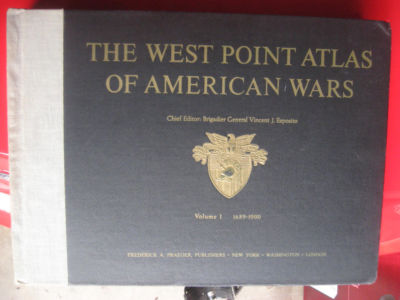 THE WEST POINT ATLAS
OF AMERICAN WARS
Chief Editor: Brigadier General Vincent J. Esposito
Volume I 1689-1900
FREDERICK A. PRAEGER, PUBLISHERS · NEW YORK · WASHINGTON · LONDON